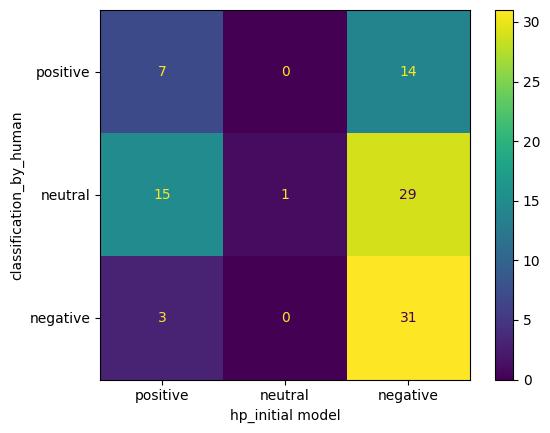 classification_by_human
positive 7 0 14
neutral 15 1 29
negative 3 0 31
positive neutral negative
hp_initial model
30
25
20
15
10
5
0